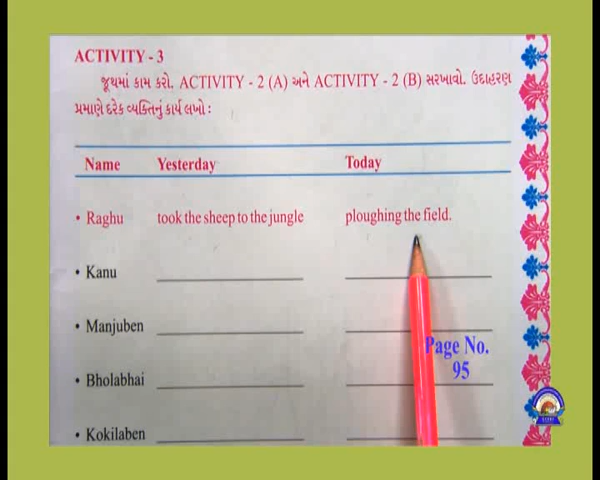 ACTIVITY - 3
જૂથમાં કામ કરો. ACTIVITY - 2 (A) અને ACTIVITY - 2 (B) સરખાવો. ઉદાહરણ
પ્રમાણે દરેક વ્યક્તિનું કાર્ય લખો :
Name Yesterday Today
• Raghu took the sheep to the jungle ploughing the field.
• Kanu
• Manjuben
Page No.
95
• Bholabhai
• Kokilaben